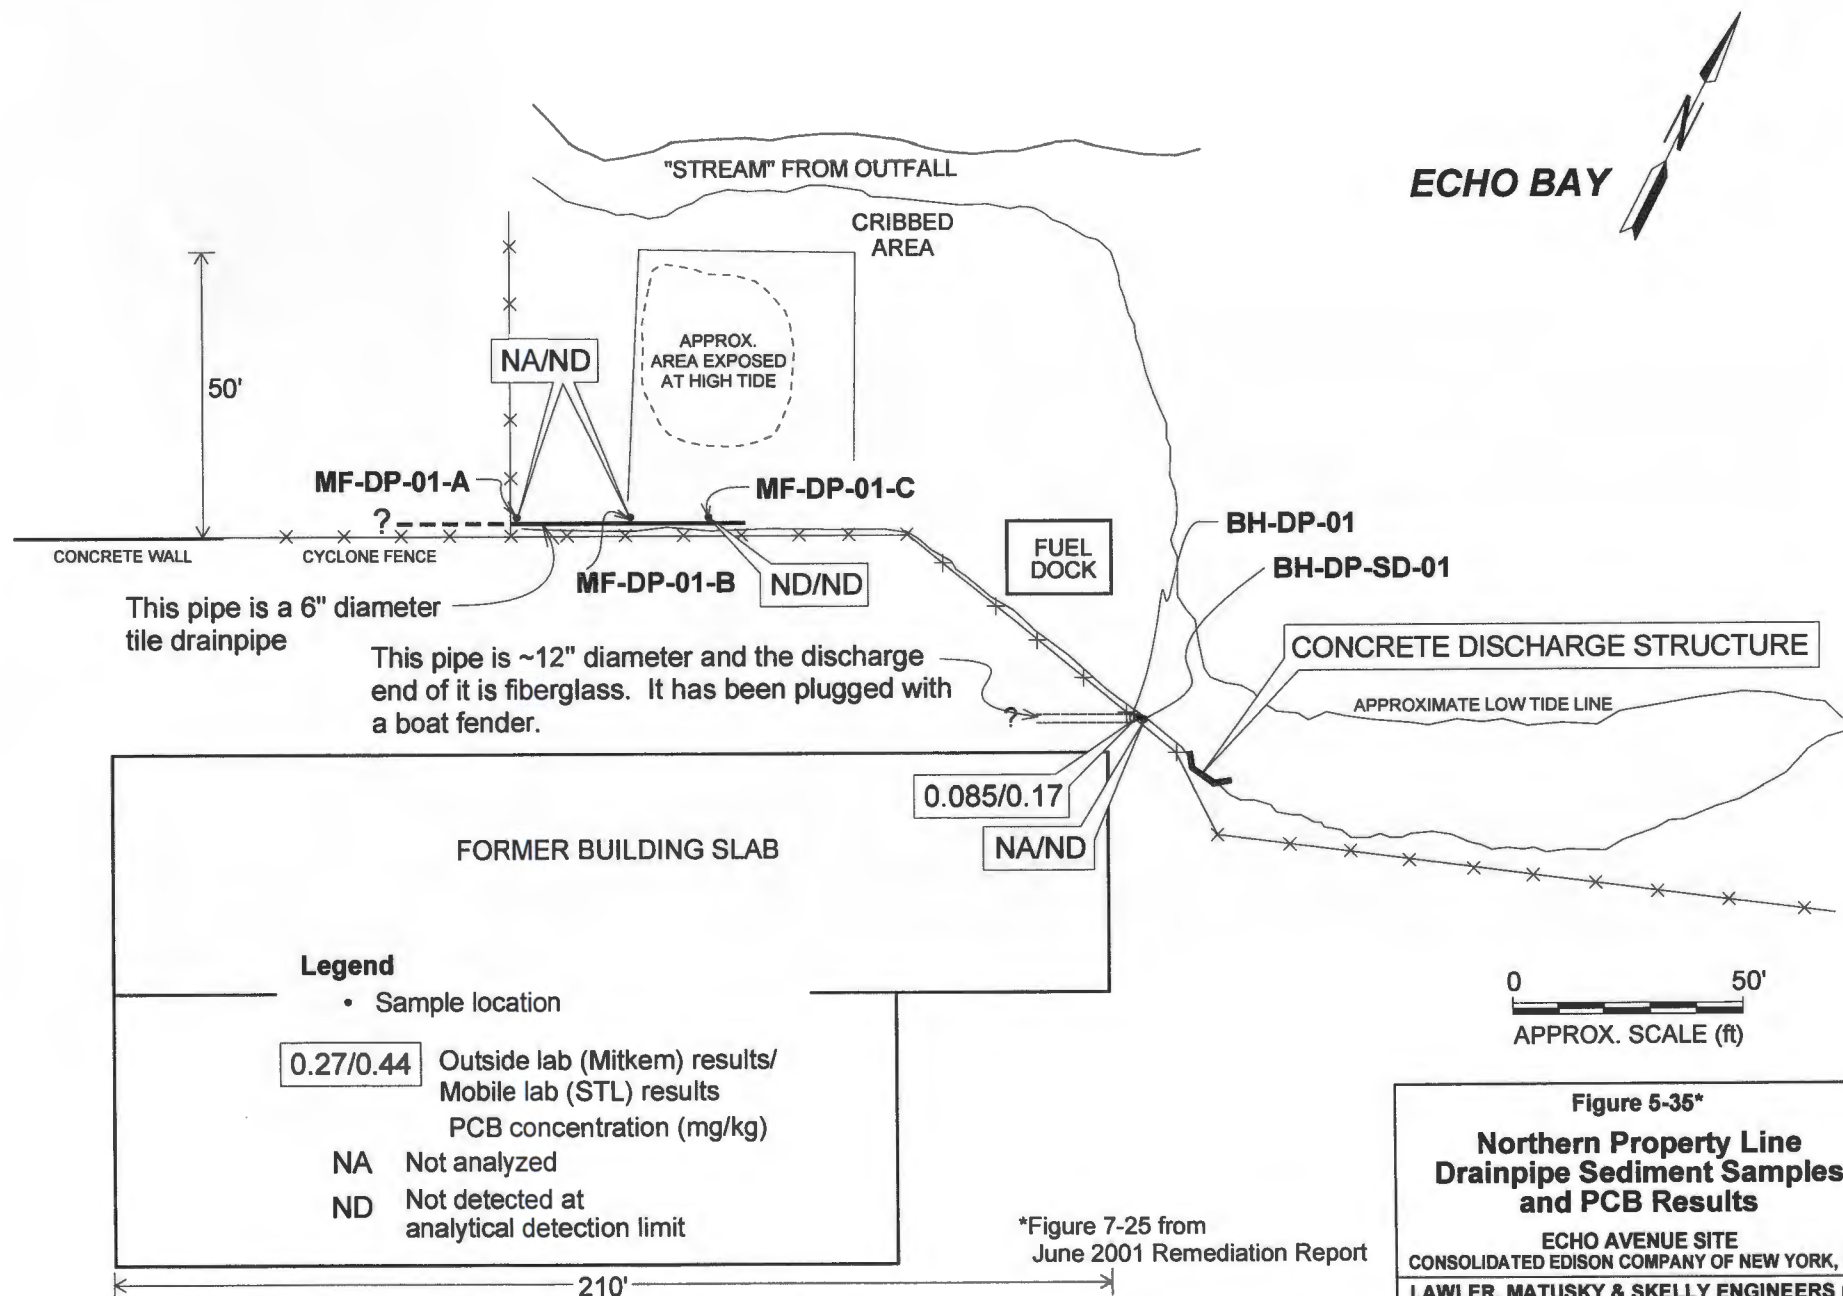 N
ECHO BAY
"STREAM" FROM OUTFALL
CRIBBED
AREA
50'
APPROX.
AREA EXPOSED
AT HIGH TIDE
NA/ND
MF-DP-01-A
MF-DP-01-C
?
CONCRETE WALL
CYCLONE FENCE
MF-DP-01-B
ND/ND
FUEL
DOCK
BH-DP-01
BH-DP-SD-01
This pipe is a 6" diameter
tile drainpipe
This pipe is ~12" diameter and the discharge
end of it is fiberglass. It has been plugged with
a boat fender.
?
CONCRETE DISCHARGE STRUCTURE
APPROXIMATE LOW TIDE LINE
0.085/0.17
NA/ND
FORMER BUILDING SLAB
Legend
• Sample location
0.27/0.44 Outside lab (Mitkem) results/
Mobile lab (STL) results
PCB concentration (mg/kg)
NA Not analyzed
ND Not detected at
analytical detection limit
210'
0 50'
APPROX. SCALE (ft)
*Figure 7-25 from
June 2001 Remediation Report
Figure 5-35*
Northern Property Line
Drainpipe Sediment Samples
and PCB Results
ECHO AVENUE SITE
CONSOLIDATED EDISON COMPANY OF NEW YORK,
LAWLER, MATUSKY & SKELLY ENGINEERS